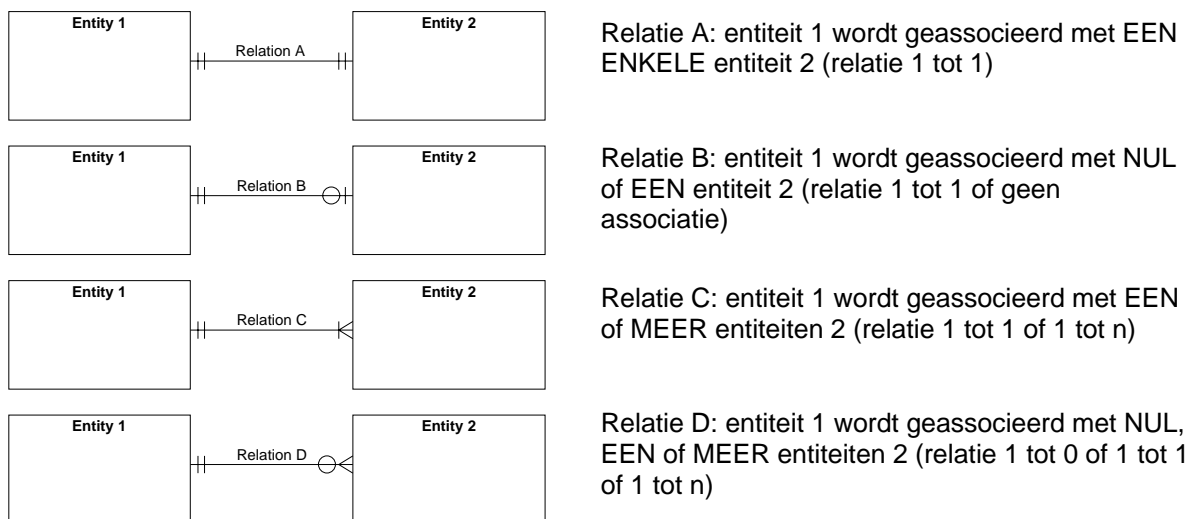 Entity 1
Relation A
Entity 2
Relatie A: entiteit 1 wordt geassocieerd met EEN
ENKELE entiteit 2 (relatie 1 tot 1)
Entity 1
Relation B
Entity 2
Relatie B: entiteit 1 wordt geassocieerd met NUL
of EEN entiteit 2 (relatie 1 tot 1 of geen
associatie)
Entity 1
Relation C
Entity 2
Relatie C: entiteit 1 wordt geassocieerd met EEN
of MEER entiteiten 2 (relatie 1 tot 1 of 1 tot n)
Entity 1
Relation D
Entity 2
Relatie D: entiteit 1 wordt geassocieerd met NUL,
EEN of MEER entiteiten 2 (relatie 1 tot 0 of 1 tot 1
of 1 tot n)